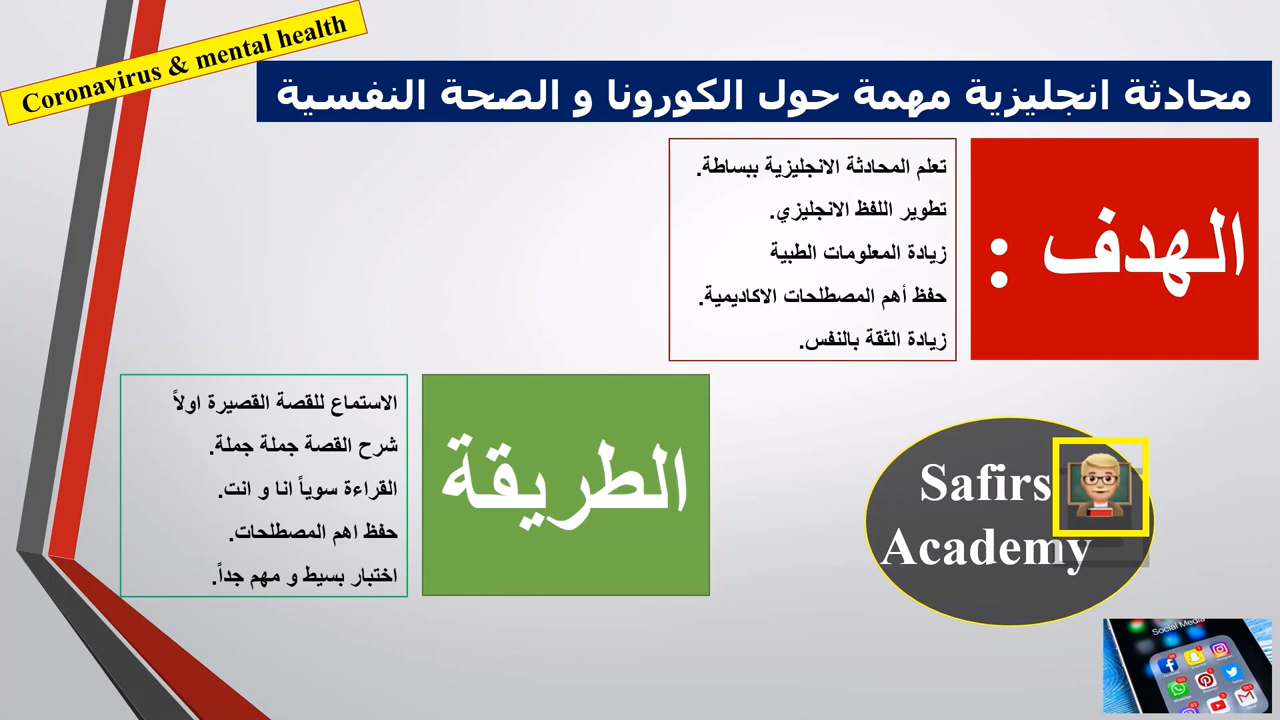 Coronavirus & mental health
محادثة انجليزية مهمة حول الكورونا و الصحة النفسية
الهدف :
تعلم المحادثة الانجليزية ببساطة.
تطوير اللفظ الانجليزي.
زيادة المعلومات الطبية
حفظ أهم المصطلحات الاكاديمية.
زيادة الثقة بالنفس.
الطريقة
الاستماع للقصة القصيرة اولاً
شرح القصة جملة جملة.
القراءة سوياً انا و انت.
حفظ اهم المصطلحات.
اختبار بسيط و مهم جداً.
Safirs
Academy
Social Media